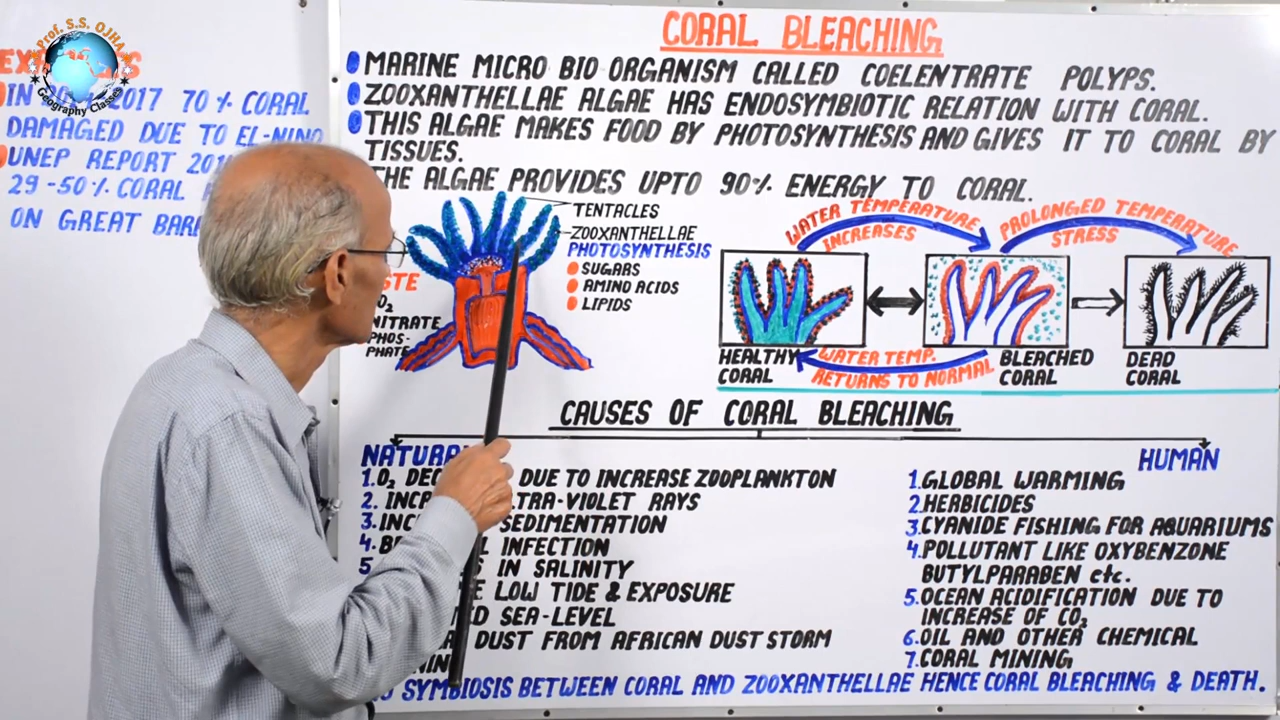 Prof. S.S. OJHA
Geography Classes
2017 70% CORAL
DAMAGED DUE TO EL-NINO
UNEP REPORT
29-50% CORAL
ON GREAT
CORAL BLEACHING
MARINE MICRO BIO ORGANISM CALLED COELENTRATE POLYPS.
ZOOXANTHELLAE ALGAE HAS ENDOSYMBIOTIC RELATION WITH CORAL.
THIS ALGAE MAKES FOOD BY PHOTOSYNTHESIS AND GIVES IT TO CORAL BY
TISSUES.
THE ALGAE PROVIDES UPTO 90% ENERGY TO CORAL.
TENTACLES
ZOOXANTHELLAE
PHOTOSYNTHESIS
SUGARS
AMINO ACIDS
LIPIDS
NITRATE
PHOS-
PHATE
WATER TEMPERATURE
INCREASES
PROLONGED TEMPERATURE
STRESS
HEALTHY
CORAL
WATER TEMP.
RETURNS TO NORMAL
BLEACHED
CORAL
DEAD
CORAL
CAUSES OF CORAL BLEACHING
NATURAL
1. O₂ DUE TO INCREASE ZOOPLANKTON
2. RAYS
3. SEDIMENTATION
4. INFECTION
5. IN SALINITY
LOW TIDE & EXPOSURE
SEA-LEVEL
DUST FROM AFRICAN DUST STORM
HUMAN
1. GLOBAL WARMING
2. HERBICIDES
3. CYANIDE FISHING FOR AQUARIUMS
4. POLLUTANT LIKE OXYBENZONE
BUTYLPARABEN etc.
5. OCEAN ACIDIFICATION DUE TO
INCREASE OF CO₂
6. OIL AND OTHER CHEMICAL
7. CORAL MINING
SYMBIOSIS BETWEEN CORAL AND ZOOXANTHELLAE HENCE CORAL BLEACHING & DEATH.